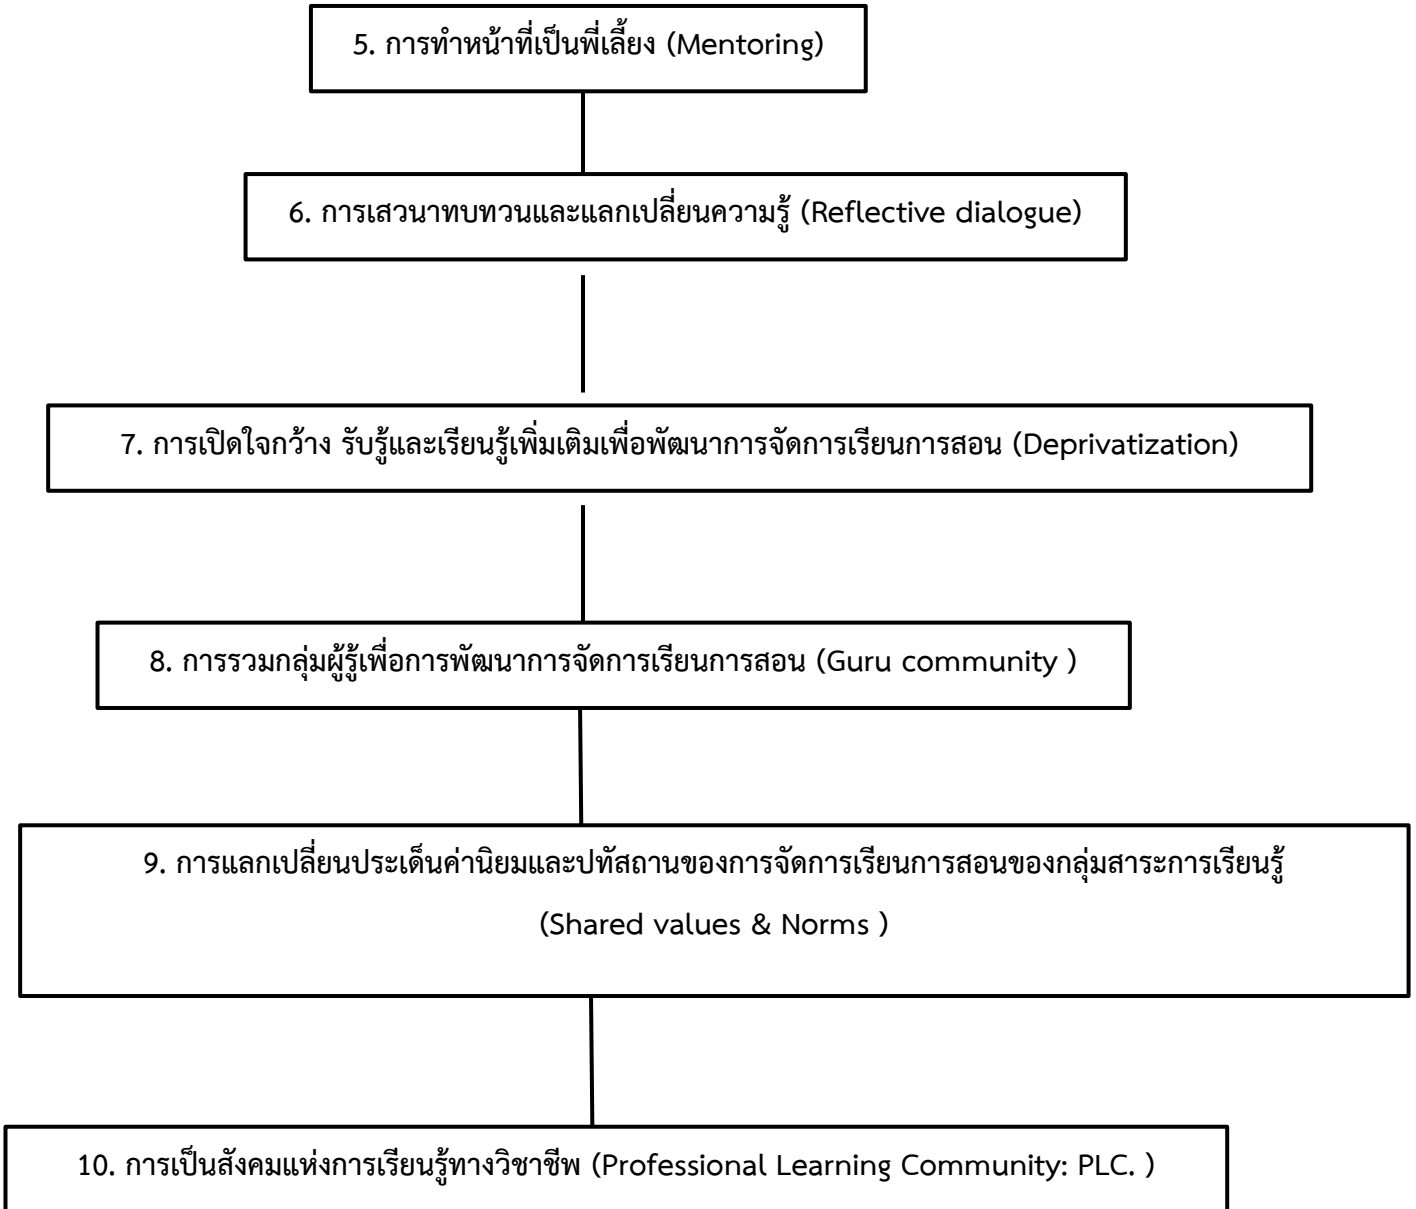 5. การทำหน้าที่เป็นพี่เลี้ยง (Mentoring)
6. การเสวนาทบทวนและแลกเปลี่ยนความรู้ (Reflective dialogue)
7. การเปิดใจกว้าง รับรู้และเรียนรู้เพิ่มเติมเพื่อพัฒนาการจัดการเรียนการสอน (Deprivatization)
8. การรวมกลุ่มผู้รู้เพื่อการพัฒนาการจัดการเรียนการสอน (Guru community )
9. การแลกเปลี่ยนประเด็นค่านิยมและปทัสถานของการจัดการเรียนการสอนของกลุ่มสาระการเรียนรู้
(Shared values & Norms )
10. การเป็นสังคมแห่งการเรียนรู้ทางวิชาชีพ (Professional Learning Community: PLC. )